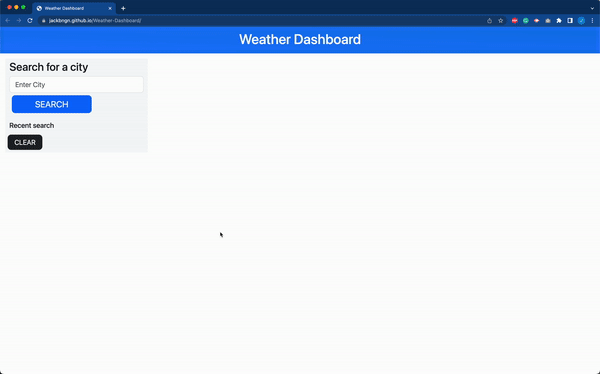 Weather Dashboard
jackbngn.github.io/Weather-Dashboard/
Weather Dashboard
Search for a city
Enter City
SEARCH
Recent search
CLEAR